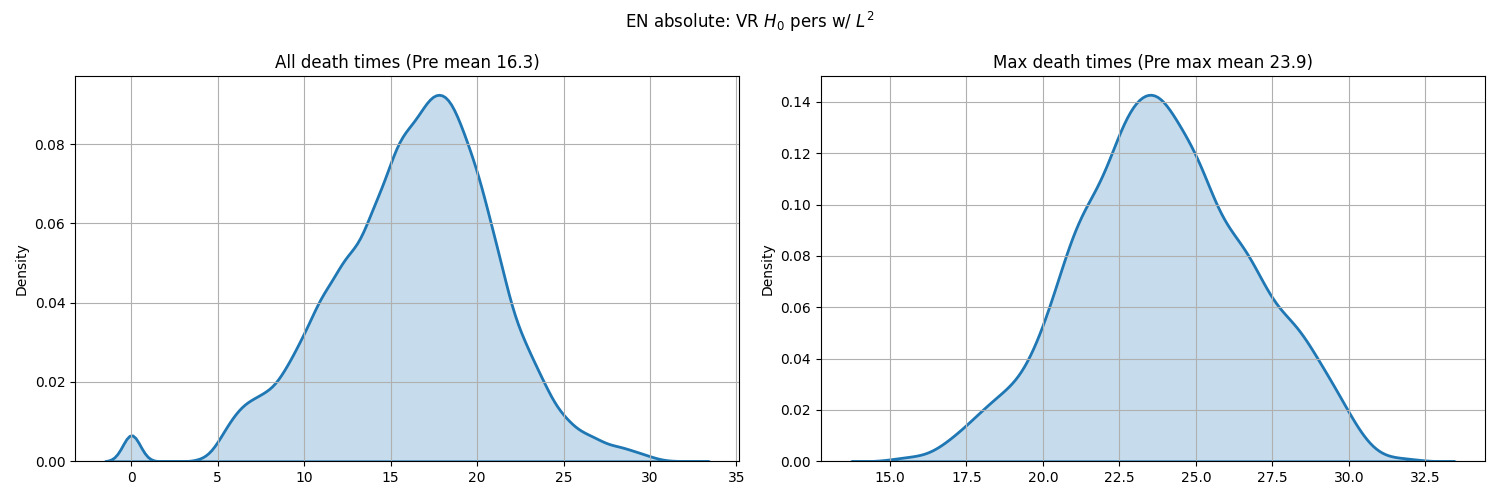 EN absolute: VR $H_0$ pers w/ $L^2$
All death times (Pre mean 16.3)
Density
0.08
0.06
0.04
0.02
0.00
0 5 10 15 20 25 30 35
Max death times (Pre max mean 23.9)
Density
0.14
0.12
0.10
0.08
0.06
0.04
0.02
0.00
15.0 17.5 20.0 22.5 25.0 27.5 30.0 32.5